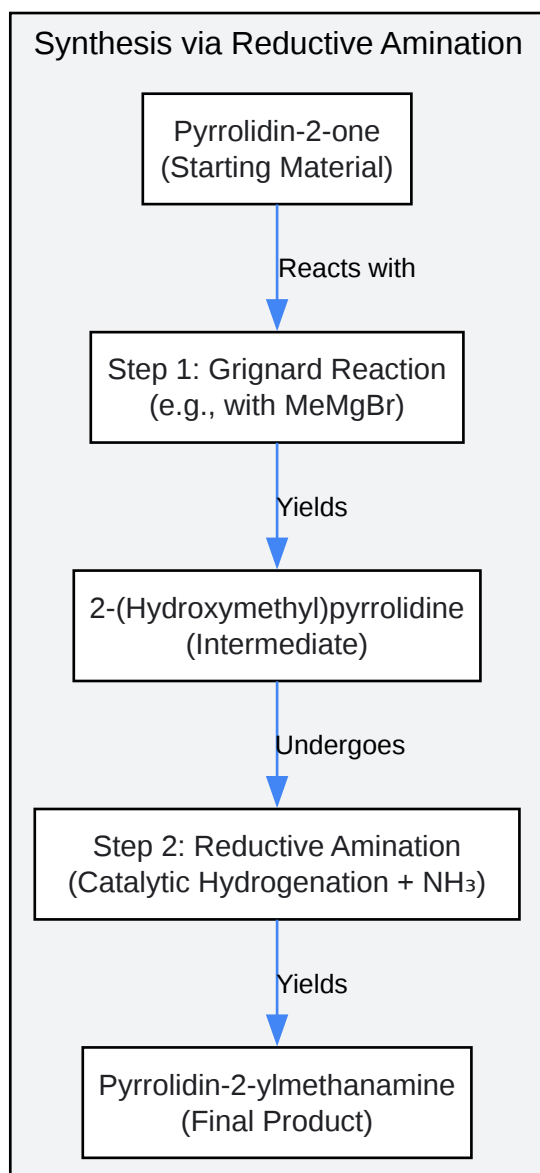 Synthesis via Reductive Amination
Pyrrolidin-2-one
(Starting Material)
Reacts with
Step 1: Grignard Reaction
(e.g., with MeMgBr)
Yields
2-(Hydroxymethyl)pyrrolidine
(Intermediate)
Undergoes
Step 2: Reductive Amination
(Catalytic Hydrogenation + NH₃)
Yields
Pyrrolidin-2-ylmethanamine
(Final Product)